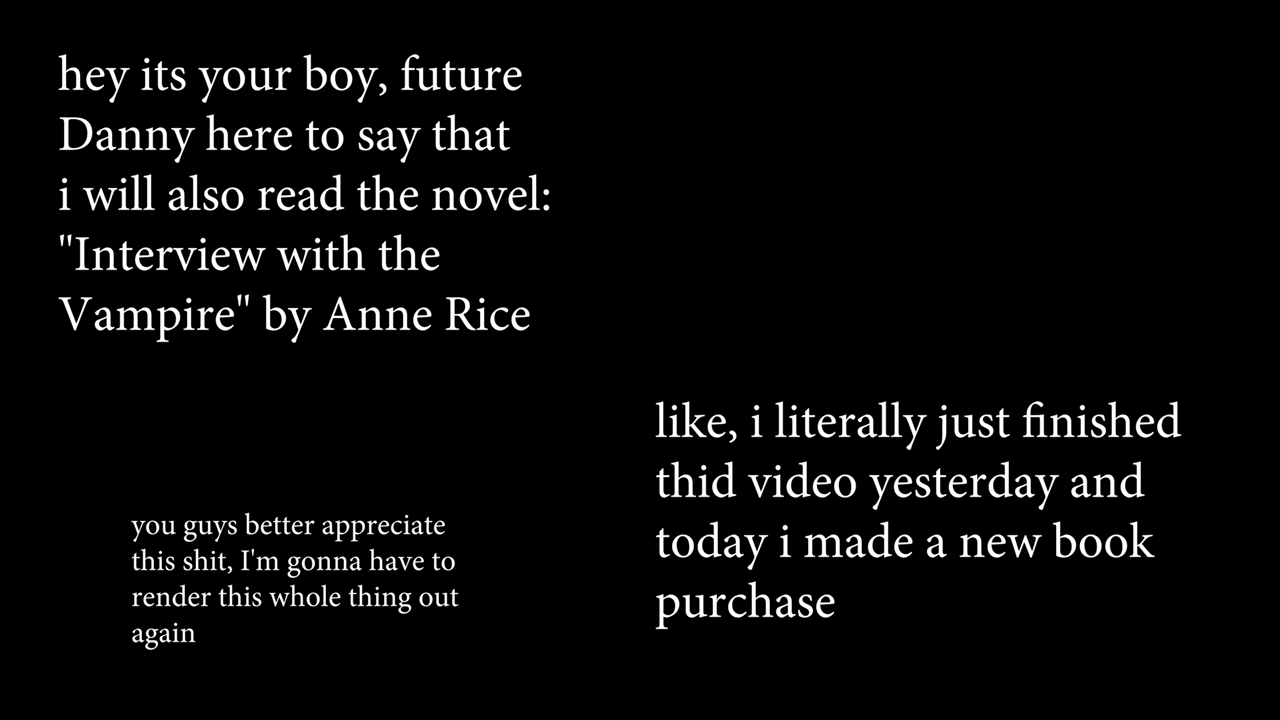 hey its your boy, future
Danny here to say that
i will also read the novel:
"Interview with the
Vampire" by Anne Rice
like, i literally just finished
thid video yesterday and
today i made a new book
purchase
you guys better appreciate
this shit, I'm gonna have to
render this whole thing out
again